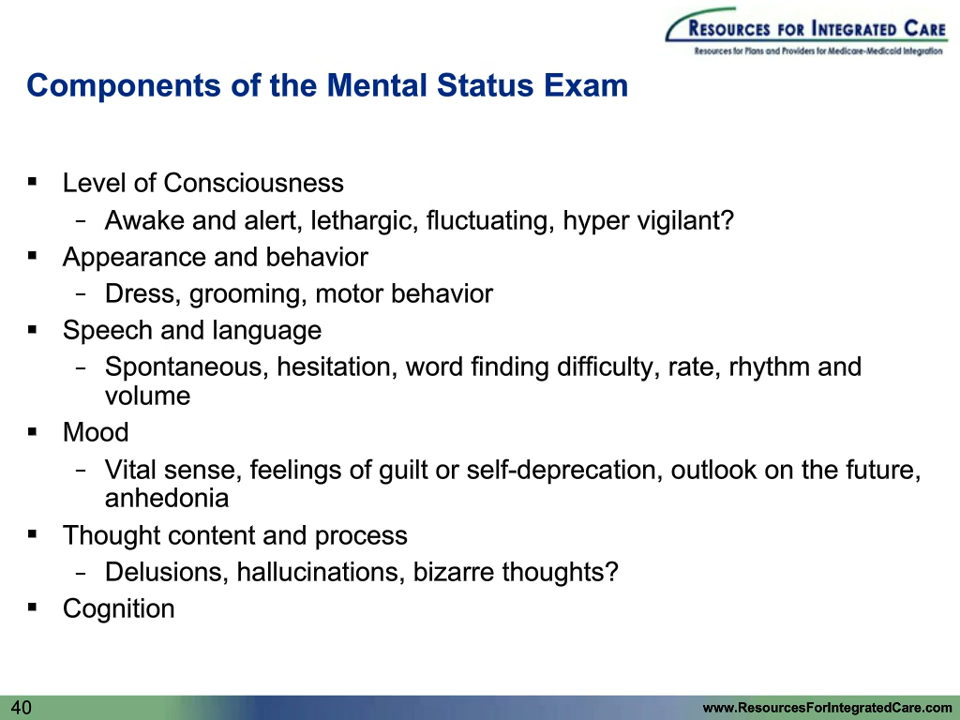 RESOURCES FOR INTEGRATED CARE
Resources for Plans and Providers for Medicare-Medicaid Integration
Components of the Mental Status Exam
▪ Level of Consciousness
– Awake and alert, lethargic, fluctuating, hyper vigilant?
▪ Appearance and behavior
– Dress, grooming, motor behavior
▪ Speech and language
– Spontaneous, hesitation, word finding difficulty, rate, rhythm and
volume
▪ Mood
– Vital sense, feelings of guilt or self-deprecation, outlook on the future,
anhedonia
▪ Thought content and process
– Delusions, hallucinations, bizarre thoughts?
▪ Cognition
40
www.ResourcesForIntegratedCare.com